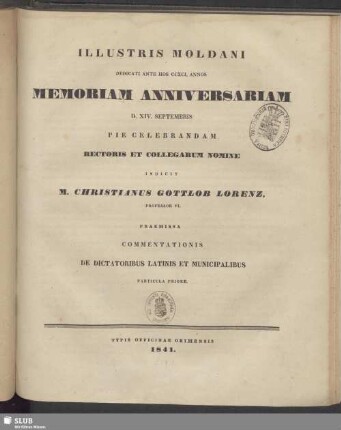 ILLUSTRIS MOLDANI
DEDICATI ANTE HOS CCXCI. ANNOS
MEMORIAM ANNIVERSARIAM
D. XIV. SEPTEMBRIS
PIE CELEBRANDAM
RECTORIS ET COLLEGARUM NOMINE
INDICIT
M. CHRISTIANUS GOTTLOB LORENZ,
PROFESSOR VI.
PRAEMISSA
COMMENTATIONIS
DE DICTATORIBUS LATINIS ET MUNICIPALIBUS
PARTICULA PRIORE.
TYPIS OFFICINAE GRIMENSIS
1841.
SLUB